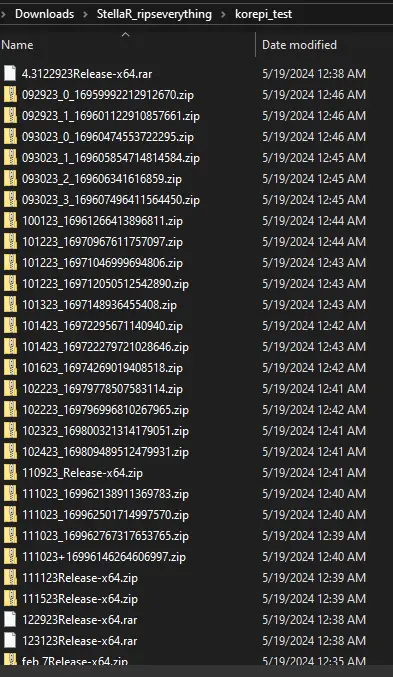 Downloads > StellaR_ripseverything > korepi_test
Name Date modified
4.3122923Release-x64.rar 5/19/2024 12:38 AM
092923_0_16959992212912670.zip 5/19/2024 12:46 AM
092923_1_169601122910857661.zip 5/19/2024 12:46 AM
093023_0_16960474553722295.zip 5/19/2024 12:46 AM
093023_1_169605854714814584.zip 5/19/2024 12:45 AM
093023_2_169606341616859.zip 5/19/2024 12:45 AM
093023_3_169607496411564450.zip 5/19/2024 12:45 AM
100123_16961266413896811.zip 5/19/2024 12:44 AM
101223_16970967611757097.zip 5/19/2024 12:44 AM
101223_16971046999694806.zip 5/19/2024 12:43 AM
101223_169712050512542890.zip 5/19/2024 12:43 AM
101323_1697148936455408.zip 5/19/2024 12:43 AM
101423_16972295671140940.zip 5/19/2024 12:42 AM
101423_169722279721028646.zip 5/19/2024 12:42 AM
101623_16974269019408518.zip 5/19/2024 12:42 AM
102223_16979778507583114.zip 5/19/2024 12:41 AM
102223_169796996810267965.zip 5/19/2024 12:42 AM
102323_169800321314179051.zip 5/19/2024 12:41 AM
102423_169809489512479931.zip 5/19/2024 12:41 AM
110923_Release-x64.zip 5/19/2024 12:41 AM
111023_169962138911369783.zip 5/19/2024 12:40 AM
111023_169962501714997570.zip 5/19/2024 12:40 AM
111023_169962767317653765.zip 5/19/2024 12:39 AM
111023+16996146264606997.zip 5/19/2024 12:40 AM
111123Release-x64.zip 5/19/2024 12:39 AM
111523Release-x64.zip 5/19/2024 12:39 AM
122923Release-x64.rar 5/19/2024 12:38 AM
123123Release-x64.rar 5/19/2024 12:38 AM
feb 7Release-x64.zip 5/19/2024 12:35 AM